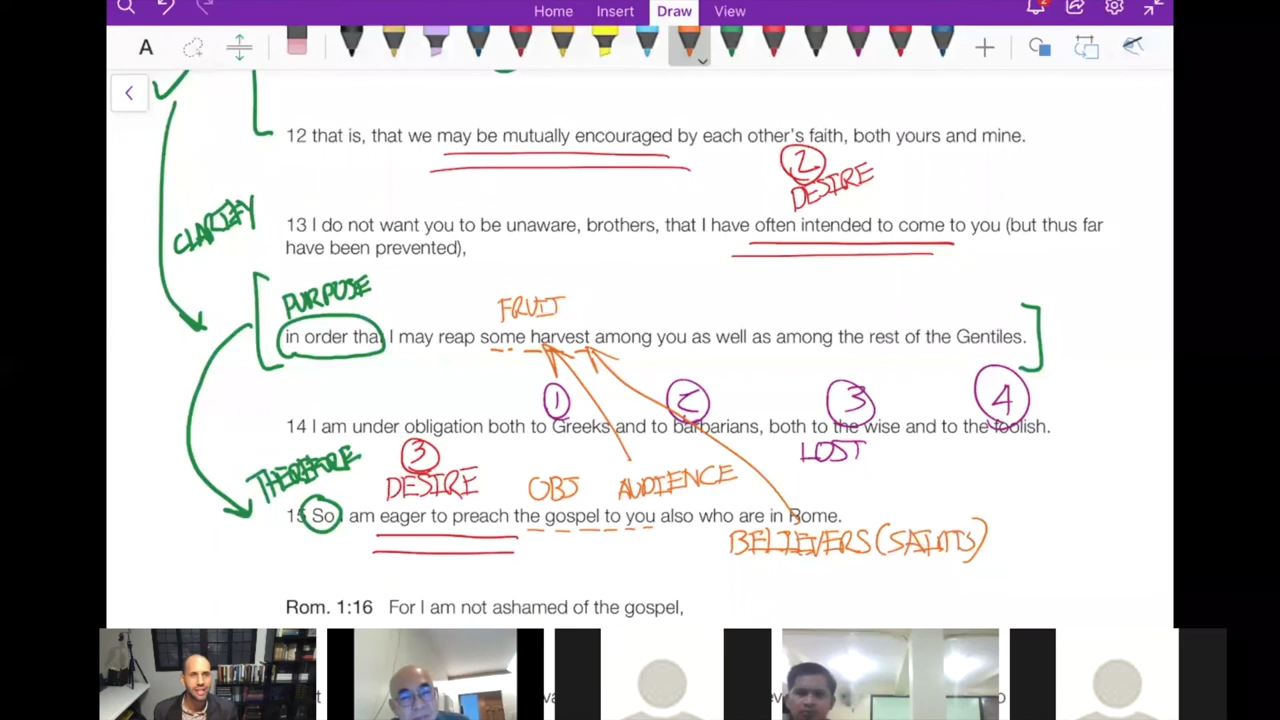 Home Insert Draw View
2
A
12 that is, that we may be mutually encouraged by each other's faith, both yours and mine.
2
DESIRE
CLARIFY
13 I do not want you to be unaware, brothers, that I have often intended to come to you (but thus far
have been prevented),
PURPOSE
FRUIT
in order that I may reap some harvest among you as well as among the rest of the Gentiles.
1 2 3 4
14 I am under obligation both to Greeks and to barbarians, both to the wise and to the foolish.
LOST
THEREFORE
3
DESIRE OBJ AUDIENCE
15 So I am eager to preach the gospel to you also who are in Rome.
BELIEVERS (SAINTS)
Rom. 1:16 For I am not ashamed of the gospel,